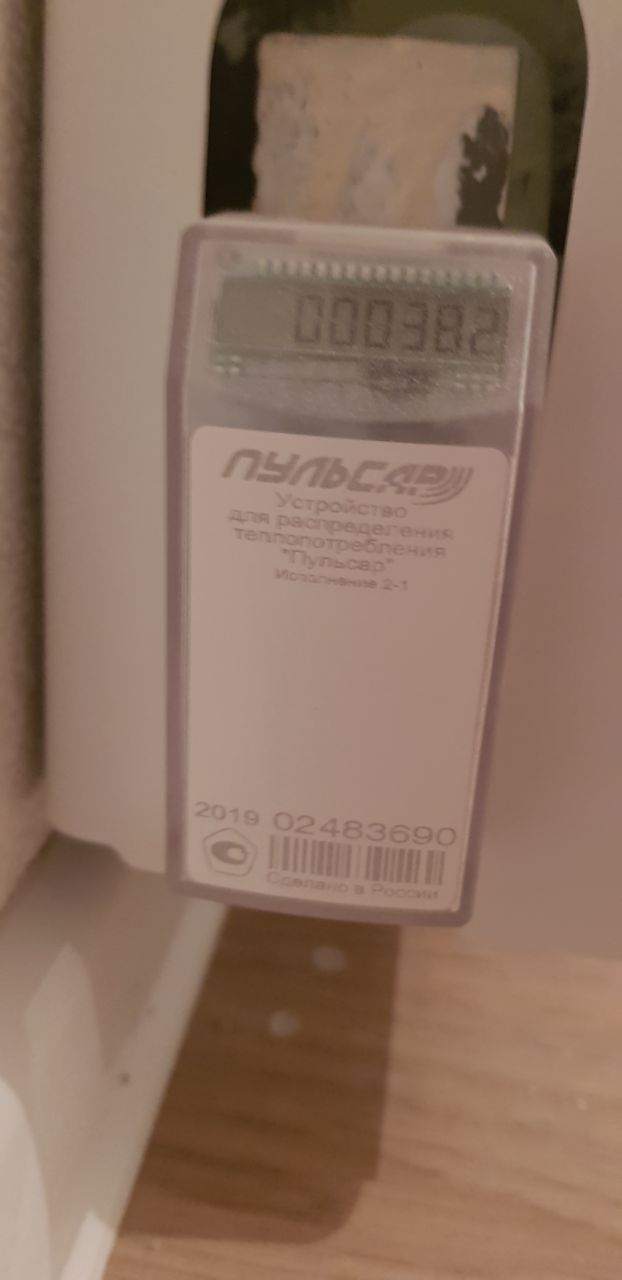 000382
ПУЛЬСАР
Устройство
для распределения
теплопотребления
"Пульсар"
Исполнение 2-1
2019 02483690
Сделано в России